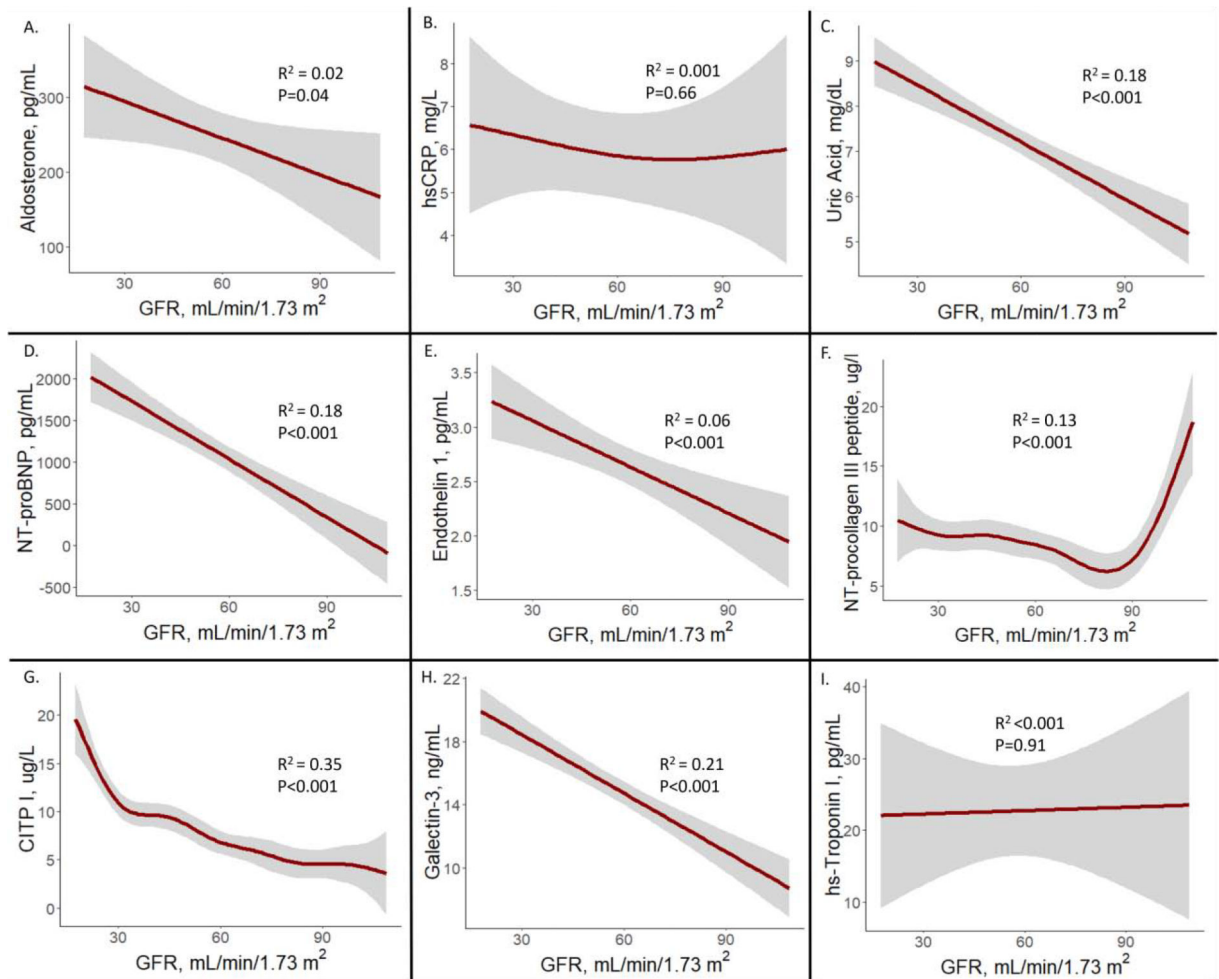 A.
Aldosterone, pg/mL
300
200
100
R² = 0.02
P=0.04
30 60 90
GFR, mL/min/1.73 m²
B.
hsCRP, mg/L
8
7
6
5
4
R² = 0.001
P=0.66
30 60 90
GFR, mL/min/1.73 m²
C.
Uric Acid, mg/dL
9
8
7
6
5
R² = 0.18
P<0.001
30 60 90
GFR, mL/min/1.73 m²
D.
NT-proBNP, pg/mL
2000
1500
1000
500
0
-500
R² = 0.18
P<0.001
30 60 90
GFR, mL/min/1.73 m²
E.
Endothelin 1, pg/mL
3.5
3.0
2.5
2.0
1.5
R² = 0.06
P<0.001
30 60 90
GFR, mL/min/1.73 m²
F.
NT-procollagen III peptide, ug/l
20
15
10
5
R² = 0.13
P<0.001
30 60 90
GFR, mL/min/1.73 m²
G.
CITP I, ug/L
20
15
10
5
0
R² = 0.35
P<0.001
30 60 90
GFR, mL/min/1.73 m²
H.
Galectin-3, ng/mL
22
18
14
10
R² = 0.21
P<0.001
30 60 90
GFR, mL/min/1.73 m²
I.
hs-Troponin I, pg/mL
40
30
20
10
R² <0.001
P=0.91
30 60 90
GFR, mL/min/1.73 m²